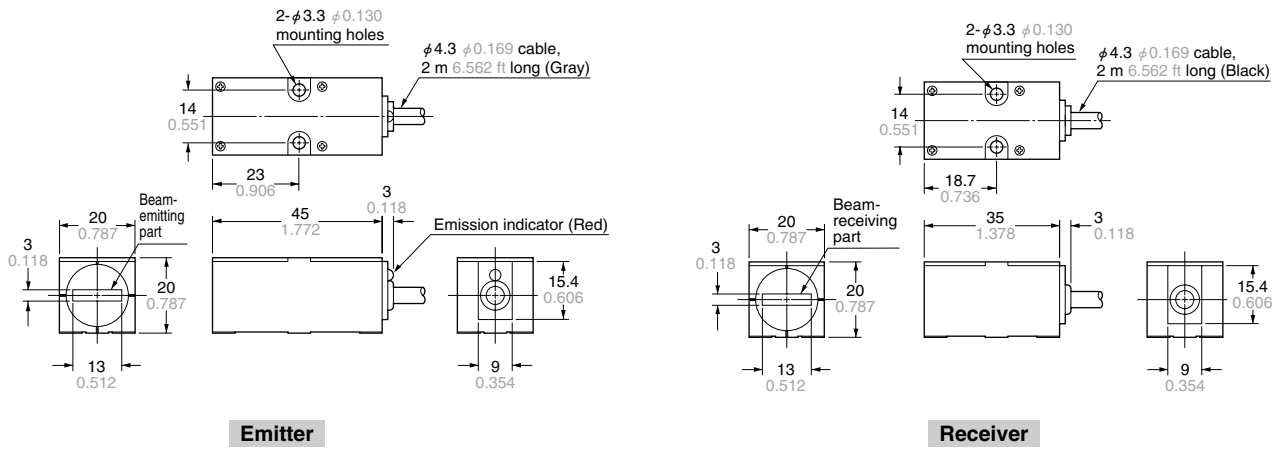 2-φ3.3 φ0.130
mounting holes
φ4.3 φ0.169 cable,
2 m 6.562 ft long (Gray)
14
0.551
23
0.906
Beam-
emitting
part
20
0.787
3
0.118
20
0.787
13
0.512
45
1.772
3
0.118
Emission indicator (Red)
15.4
0.606
9
0.354
Emitter
2-φ3.3 φ0.130
mounting holes
φ4.3 φ0.169 cable,
2 m 6.562 ft long (Black)
14
0.551
18.7
0.736
Beam-
receiving
part
20
0.787
3
0.118
20
0.787
13
0.512
35
1.378
3
0.118
15.4
0.606
9
0.354
Receiver